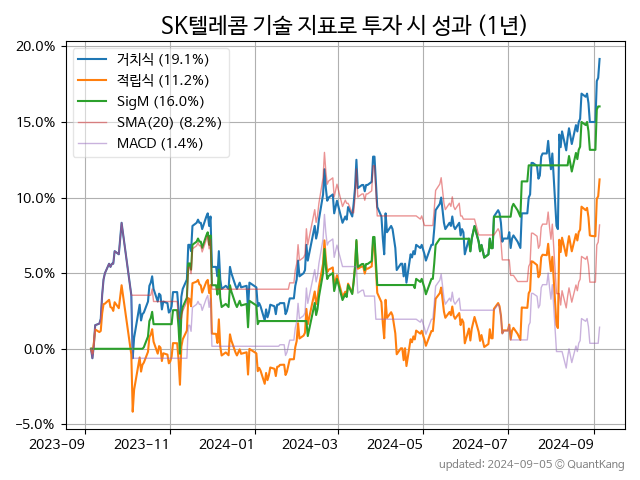 SK텔레콤 기술 지표로 투자 시 성과 (1년)
20.0%
15.0%
10.0%
5.0%
0.0%
-5.0%
거치식 (19.1%)
적립식 (11.2%)
SigM (16.0%)
SMA(20) (8.2%)
MACD (1.4%)
2023-09
2023-11
2024-01
2024-03
2024-05
2024-07
2024-09
updated: 2024-09-05 © QuantKang